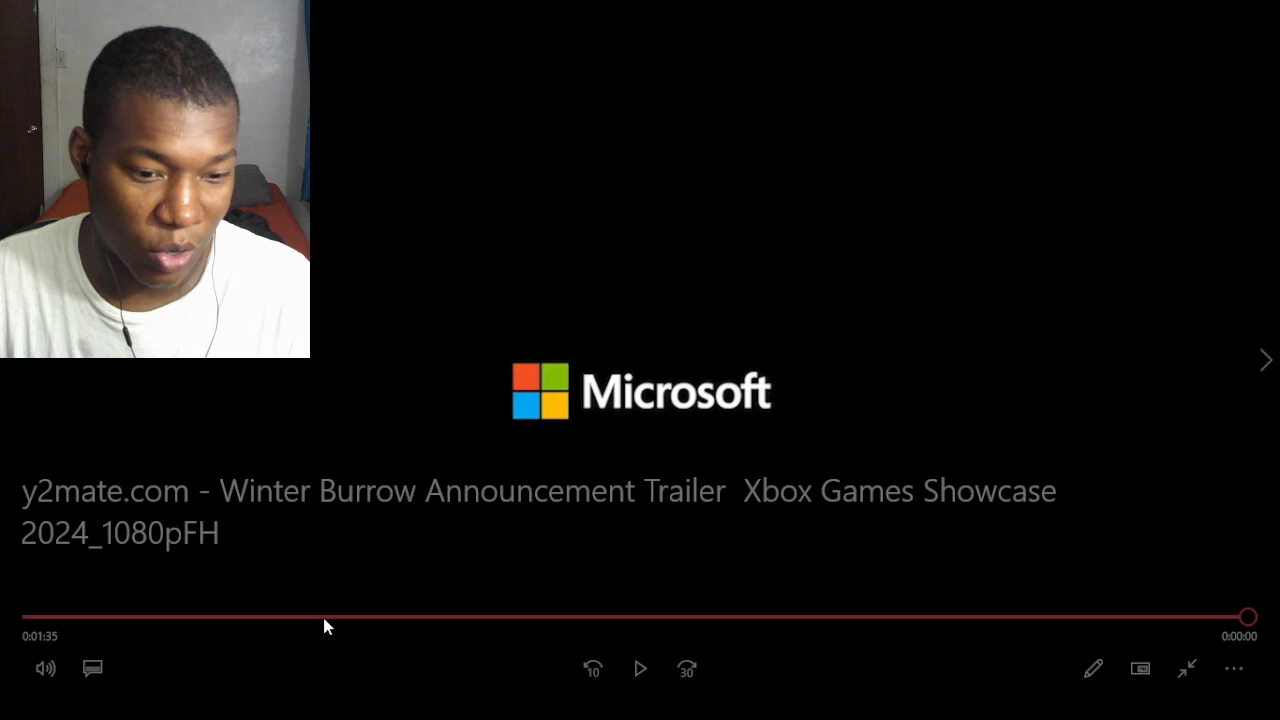 Microsoft
y2mate.com - Winter Burrow Announcement Trailer  Xbox Games Showcase
2024_1080pFH
0:01:35
0:00:00
10
30